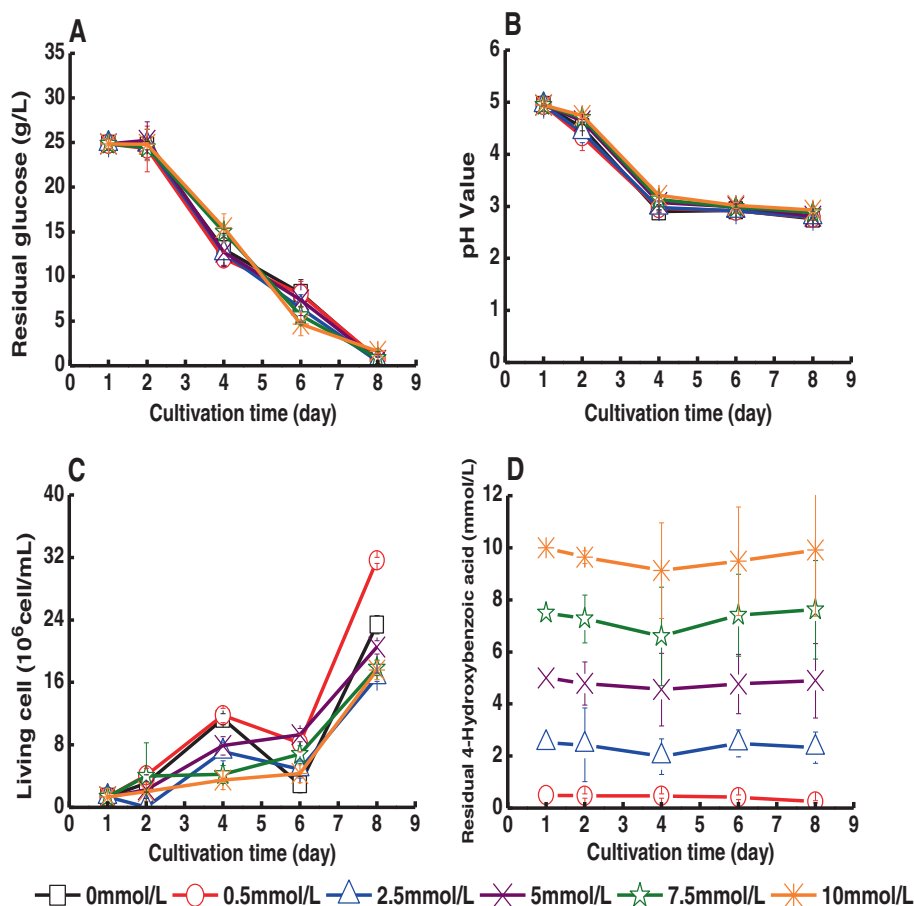 A
Residual glucose (g/L)
35
30
25
20
15
10
5
0
0 1 2 3 4 5 6 7 8 9
Cultivation time (day)
B
pH Value
6
5
4
3
2
1
0
0 1 2 3 4 5 6 7 8 9
Cultivation time (day)
C
Living cell (10⁶cell/mL)
40
32
24
16
8
0
0 1 2 3 4 5 6 7 8 9
Cultivation time (day)
D
Residual 4-Hydroxybenzoic acid (mmol/L)
12
10
8
6
4
2
0
0 1 2 3 4 5 6 7 8 9
Cultivation time (day)
0mmol/L 0.5mmol/L 2.5mmol/L 5mmol/L 7.5mmol/L 10mmol/L